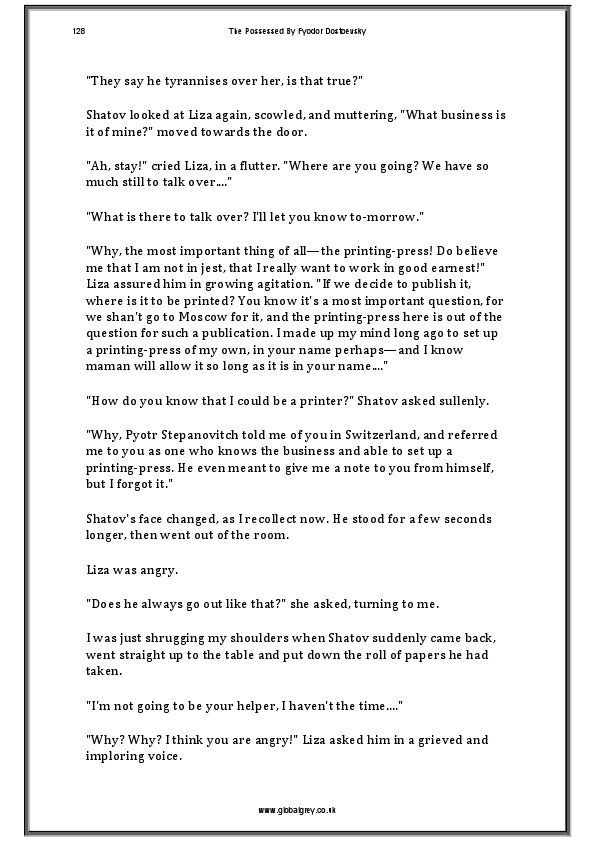 128 The Possessed By Fyodor Dostoevsky
"They say he tyrannises over her, is that true?"
Shatov looked at Liza again, scowled, and muttering, "What business is
it of mine?" moved towards the door.
"Ah, stay!" cried Liza, in a flutter. "Where are you going? We have so
much still to talk over...."
"What is there to talk over? I'll let you know to-morrow."
"Why, the most important thing of all—the printing-press! Do believe
me that I am not in jest, that I really want to work in good earnest!"
Liza assured him in growing agitation. "If we decide to publish it,
where is it to be printed? You know it's a most important question, for
we shan't go to Moscow for it, and the printing-press here is out of the
question for such a publication. I made up my mind long ago to set up
a printing-press of my own, in your name perhaps—and I know
maman will allow it so long as it is in your name...."
"How do you know that I could be a printer?" Shatov asked sullenly.
"Why, Pyotr Stepanovitch told me of you in Switzerland, and referred
me to you as one who knows the business and able to set up a
printing-press. He even meant to give me a note to you from himself,
but I forgot it."
Shatov's face changed, as I recollect now. He stood for a few seconds
longer, then went out of the room.
Liza was angry.
"Does he always go out like that?" she asked, turning to me.
I was just shrugging my shoulders when Shatov suddenly came back,
went straight up to the table and put down the roll of papers he had
taken.
"I'm not going to be your helper, I haven't the time...."
"Why? Why? I think you are angry!" Liza asked him in a grieved and
imploring voice.
www.globalgrey.co.uk